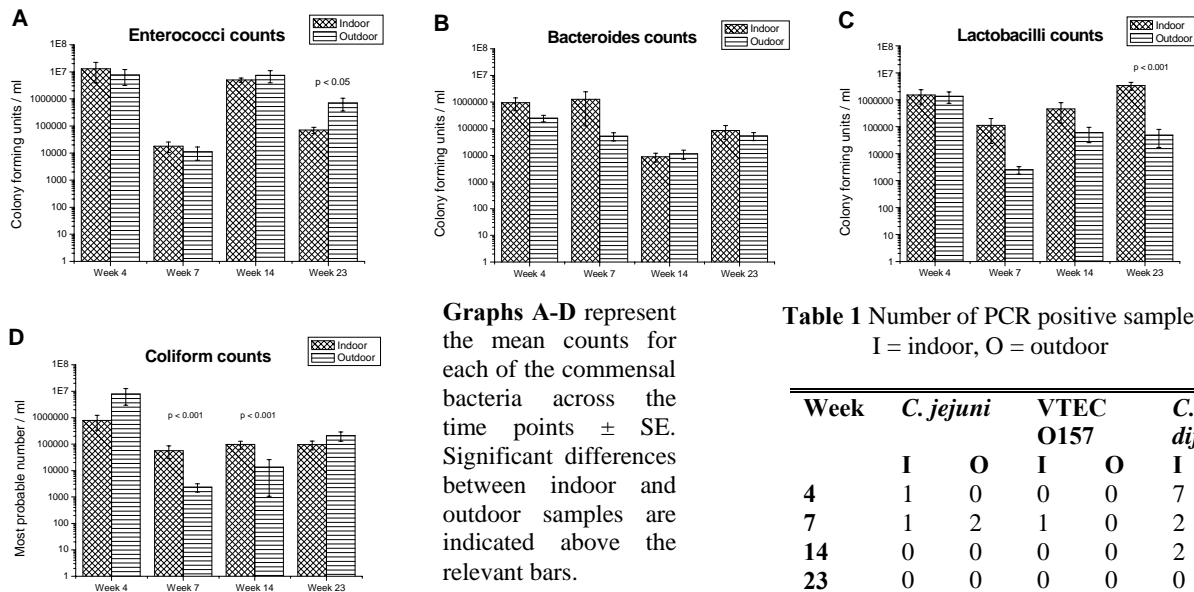 A
Enterococci counts
Indoor
Outdoor
Colony forming units / ml
1E8
1E7
1000000
100000
10000
1000
100
10
1
p < 0.05
Week 4 Week 7 Week 14 Week 23
B
Bacteroides counts
Indoor
Oudoor
Colony forming units / ml
1E8
1E7
1000000
100000
10000
1000
100
10
1
Week 4 Week 7 Week 14 Week 23
C
Lactobacilli counts
Indoor
Outdoor
Colony forming units / ml
1E8
1E7
1000000
100000
10000
1000
100
10
1
p < 0.001
Week 4 Week 7 Week 14 Week 23
D
Coliform counts
Indoor
Outdoor
Most probable number / ml
1E8
1E7
1000000
100000
10000
1000
100
10
1
p < 0.001 p < 0.001
Week 4 Week 7 Week 14 Week 23
Graphs A-D represent
the mean counts for
each of the commensal
bacteria across the
time points ± SE.
Significant differences
between indoor and
outdoor samples are
indicated above the
relevant bars.
Table 1 Number of PCR positive sample
I = indoor, O = outdoor
Week C. jejuni VTEC C.
O157 dif
I O I O I
4 1 0 0 0 7
7 1 2 1 0 2
14 0 0 0 0 2
23 0 0 0 0 0